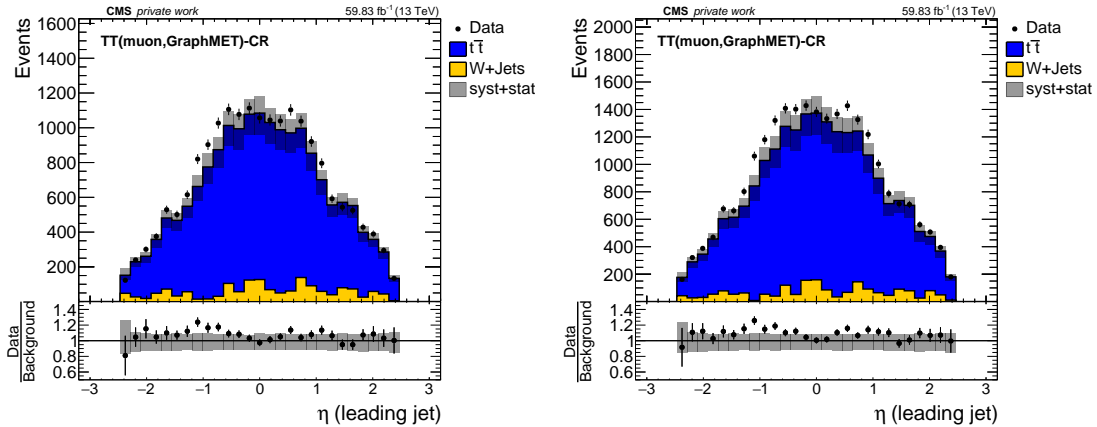 CMS private work 59.83 fb⁻¹ (13 TeV)
TT(muon,GraphMET)-CR
Events
1600
1400
1200
1000
800
600
400
200
Data
tt̅
W+Jets
syst+stat
Data
Background
1.4
1.2
1
0.8
0.6
−3 −2 −1 0 1 2 3
η (leading jet)
CMS private work 59.83 fb⁻¹ (13 TeV)
TT(muon,GraphMET)-CR
Events
2000
1800
1600
1400
1200
1000
800
600
400
200
Data
tt̅
W+Jets
syst+stat
Data
Background
1.4
1.2
1
0.8
0.6
−3 −2 −1 0 1 2 3
η (leading jet)